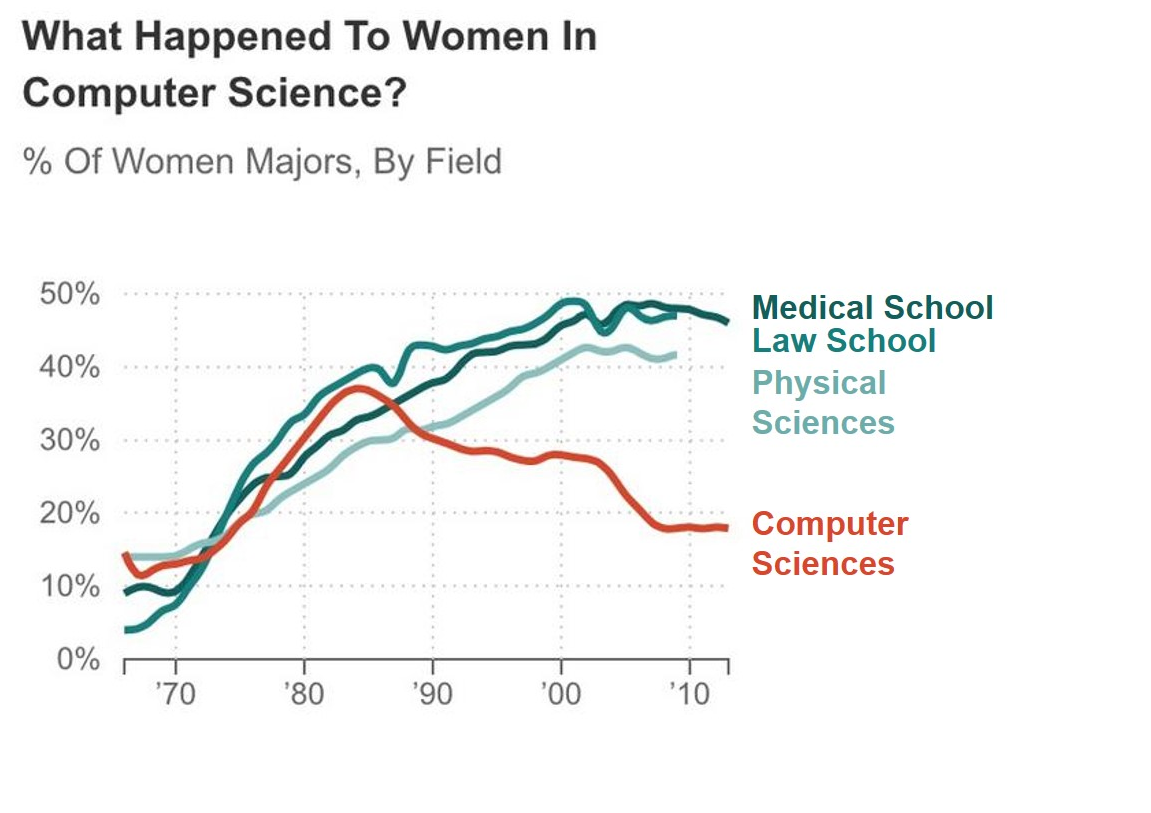 What Happened To Women In
Computer Science?
% Of Women Majors, By Field
50%
40%
30%
20%
10%
0%
’70
’80
’90
’00
’10
Medical School
Law School
Physical
Sciences
Computer
Sciences